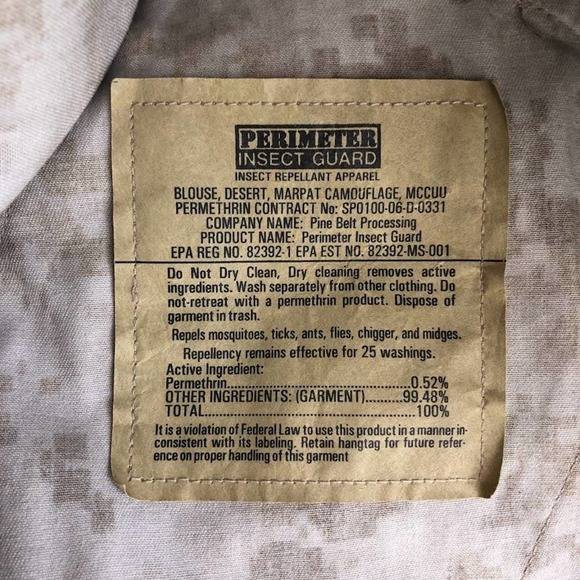 PERIMETER
INSECT GUARD
INSECT REPELLANT APPAREL
BLOUSE, DESERT, MARPAT CAMOUFLAGE, MCCUU
PERMETHRIN CONTRACT No: SP0100-06-D-0331
COMPANY NAME: Pine Belt Processing
PRODUCT NAME: Perimeter Insect Guard
EPA REG NO. 82392-1 EPA EST NO. 82392-MS-001
Do Not Dry Clean, Dry cleaning removes active
ingredients. Wash separately from other clothing. Do
not-retreat with a permethrin product. Dispose of
garment in trash.
Repels mosquitoes, ticks, ants, flies, chigger, and midges.
Repellency remains effective for 25 washings.
Active Ingredient:
Permethrin..............................0.52%
OTHER INGREDIENTS: (GARMENT).......99.48%
TOTAL....................................100%
It is a violation of Federal Law to use this product in a manner in-
consistent with its labeling. Retain hangtag for future refer-
ence on proper handling of this garment